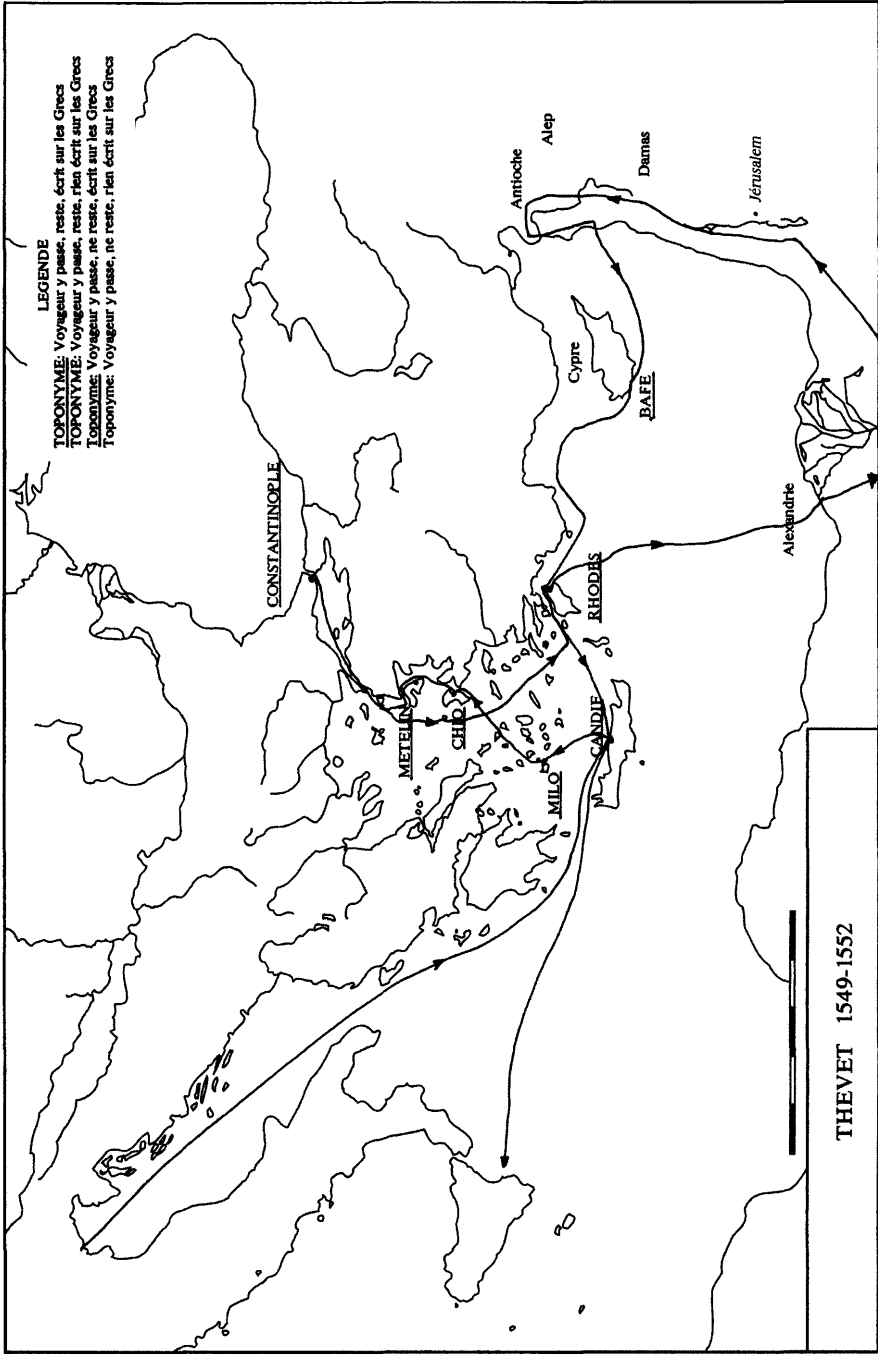 LEGENDE
TOPONYME: Voyageur y passe, reste, écrit sur les Grecs
TOPONYME: Voyageur y passe, reste, rien écrit sur les Grecs
Toponyme: Voyageur y passe, ne reste, écrit sur les Grecs
Toponyme: Voyageur y passe, ne reste, rien écrit sur les Grecs
CONSTANTINOPLE
METELIN
CHIO
MILO
CANDIE
RHODES
BAFE
Cypre
Antioche
Alep
Damas
Jérusalem
Alexandrie
THEVET 1549-1552